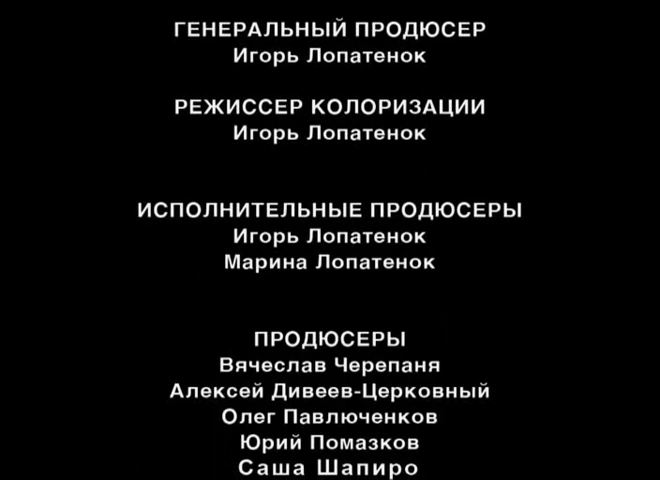 ГЕНЕРАЛЬНЫЙ ПРОДЮСЕР
Игорь Лопатенок
РЕЖИССЕР КОЛОРИЗАЦИИ
Игорь Лопатенок
ИСПОЛНИТЕЛЬНЫЕ ПРОДЮСЕРЫ
Игорь Лопатенок
Марина Лопатенок
ПРОДЮСЕРЫ
Вячеслав Черепаня
Алексей Дивеев-Церковный
Олег Павлюченков
Юрий Помазков
Саша Шапиро